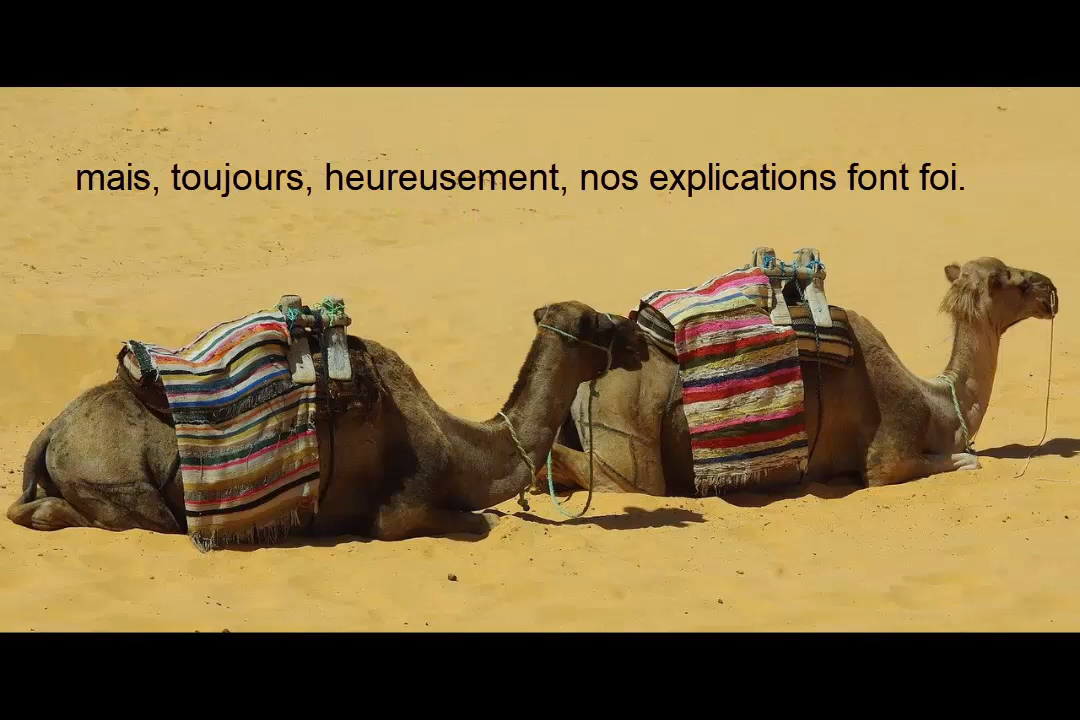 mais, toujours, heureusement, nos explications font foi.